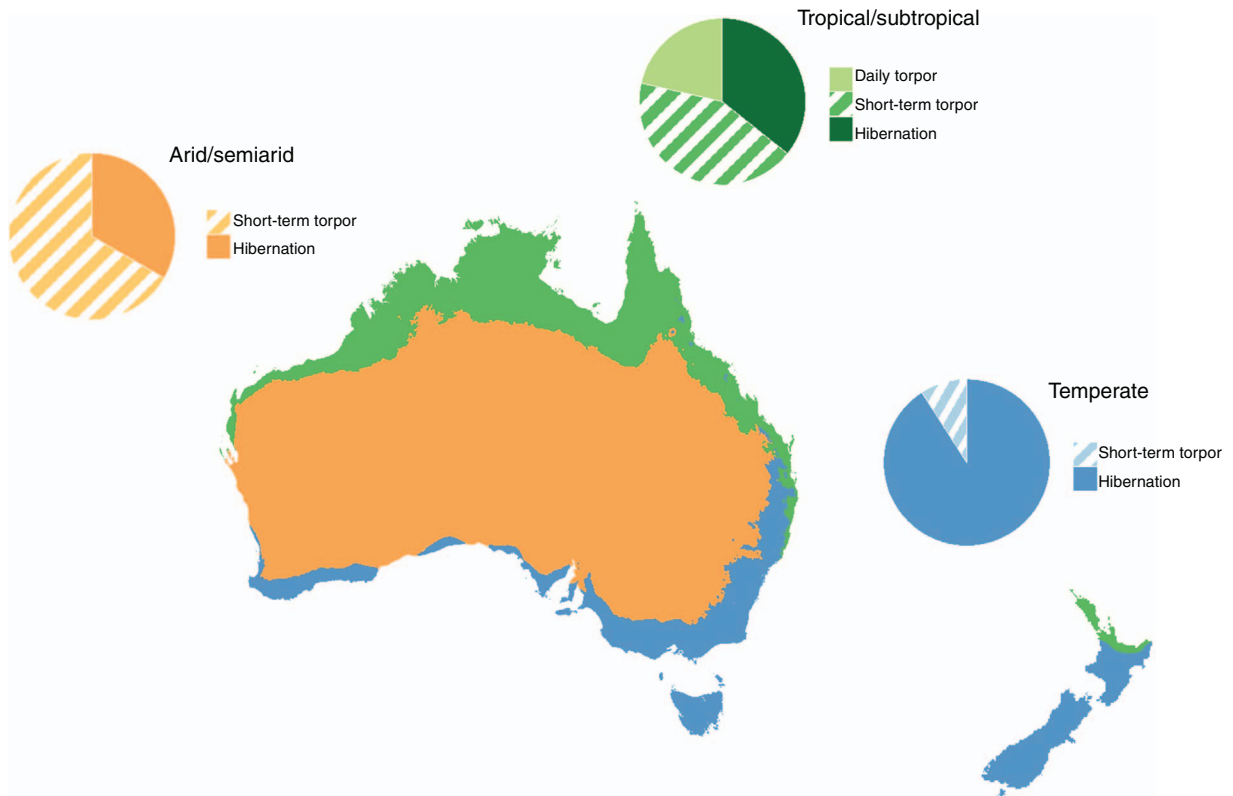 Tropical/subtropical
Daily torpor
Short-term torpor
Hibernation
Arid/semiarid
Short-term torpor
Hibernation
Temperate
Short-term torpor
Hibernation